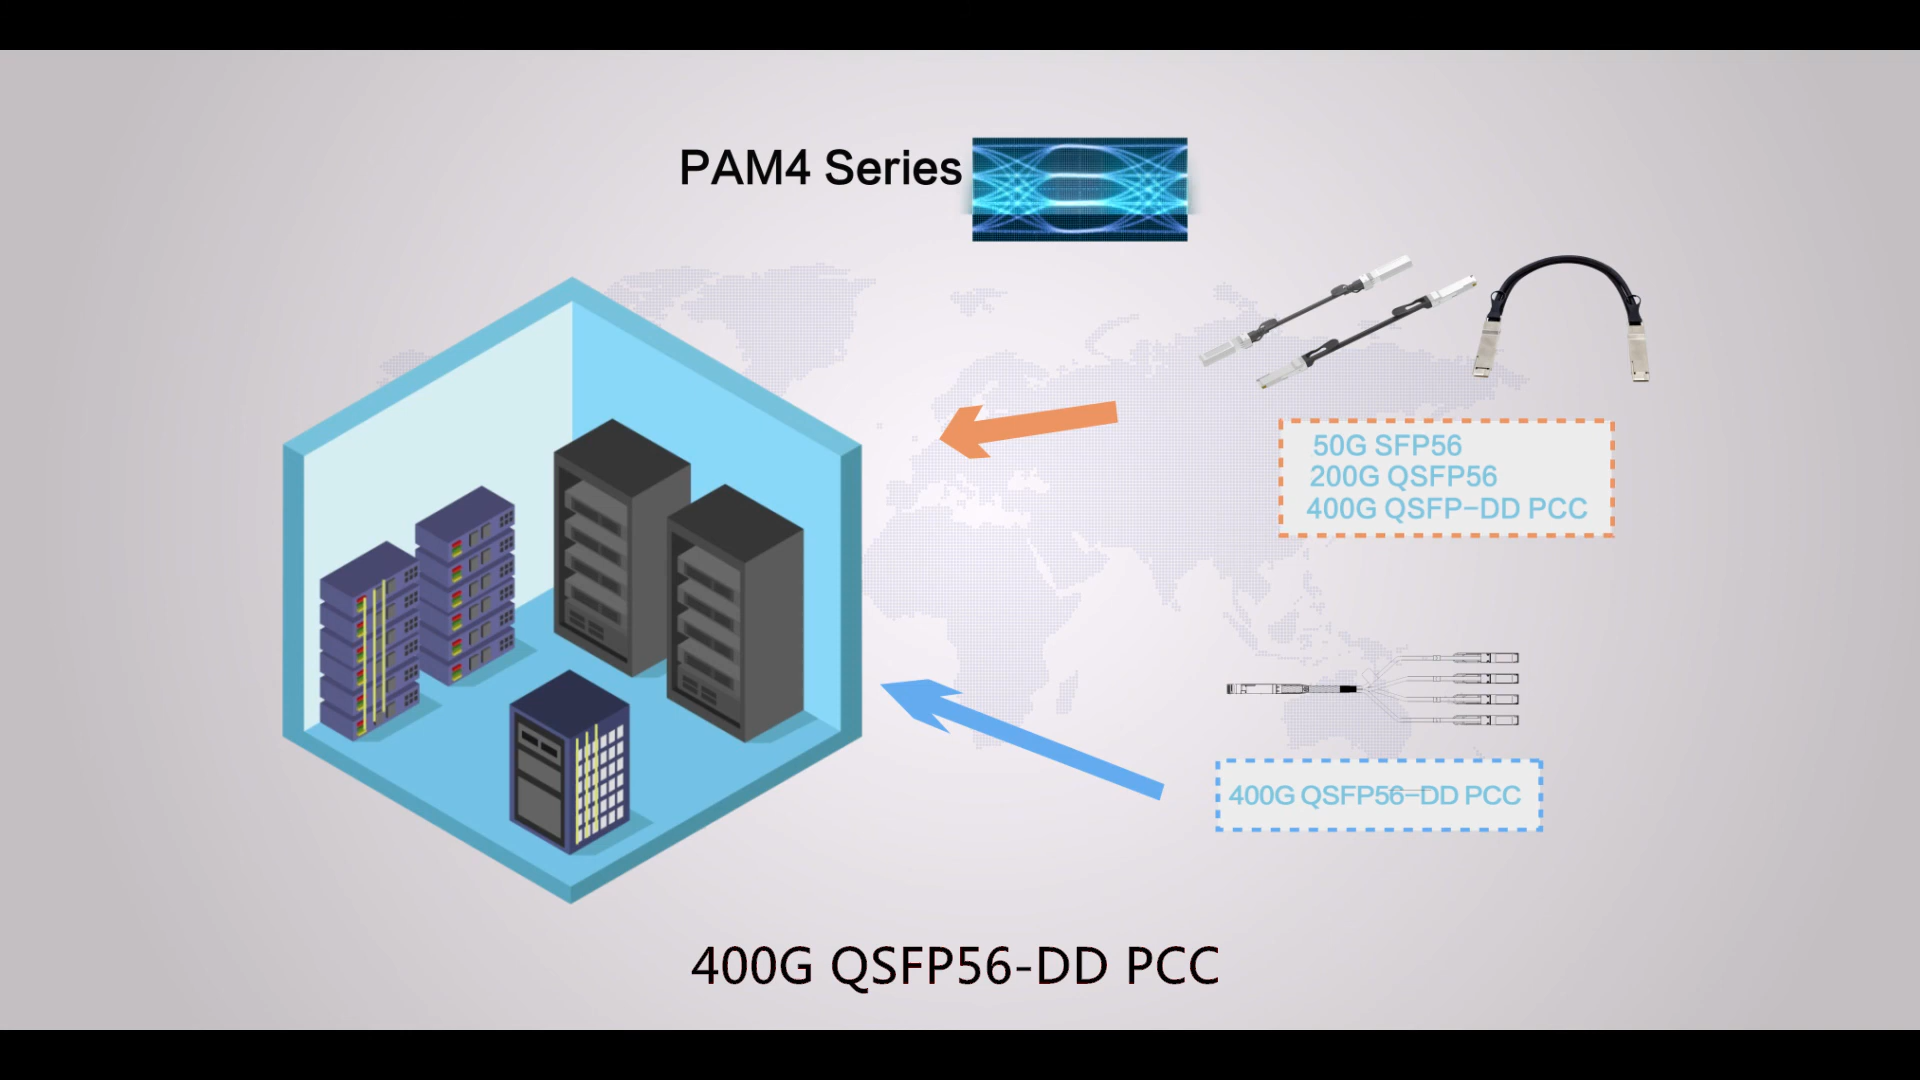 PAM4 Series
50G SFP56
200G QSFP56
400G QSFP-DD PCC
400G QSFP56-DD PCC
400G QSFP56-DD PCC